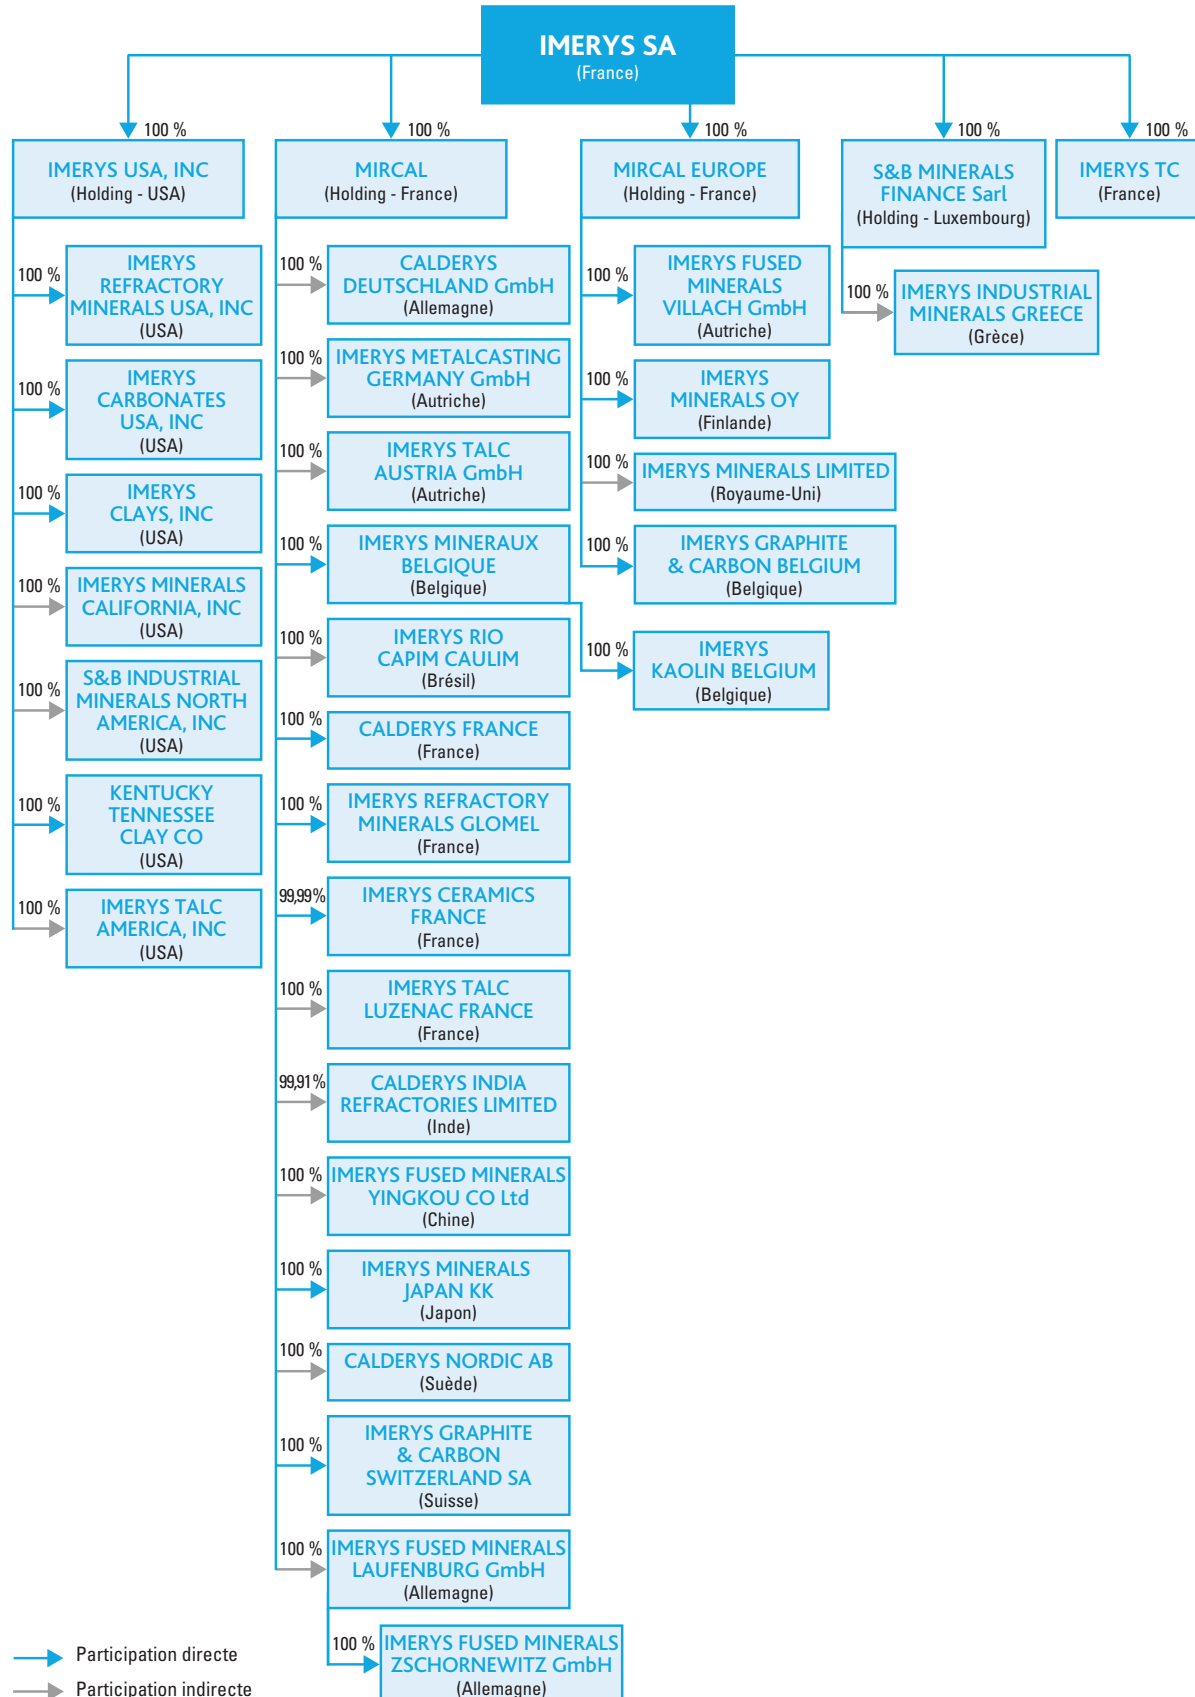 IMERYS SA
(France)
100 %
IMERYS USA, INC
(Holding - USA)
100 %
IMERYS
REFRACTORY
MINERALS USA, INC
(USA)
100 %
IMERYS
CARBONATES
USA, INC
(USA)
100 %
IMERYS
CLAYS, INC
(USA)
100 %
IMERYS MINERALS
CALIFORNIA, INC
(USA)
100 %
S&B INDUSTRIAL
MINERALS NORTH
AMERICA, INC
(USA)
100 %
KENTUCKY
TENNESSEE
CLAY CO
(USA)
100 %
IMERYS TALC
AMERICA, INC
(USA)
100 %
MIRCAL
(Holding - France)
100 %
CALDERYS
DEUTSCHLAND GmbH
(Allemagne)
100 %
IMERYS METALCASTING
GERMANY GmbH
(Autriche)
100 %
IMERYS TALC
AUSTRIA GmbH
(Autriche)
100 %
IMERYS MINERAUX
BELGIQUE
(Belgique)
100 %
IMERYS RIO
CAPIM CAULIM
(Brésil)
100 %
CALDERYS FRANCE
(France)
100 %
IMERYS REFRACTORY
MINERALS GLOMEL
(France)
99,99%
IMERYS CERAMICS
FRANCE
(France)
100 %
IMERYS TALC
LUZENAC FRANCE
(France)
99,91%
CALDERYS INDIA
REFRACTORIES LIMITED
(Inde)
100 %
IMERYS FUSED MINERALS
YINGKOU CO Ltd
(Chine)
100 %
IMERYS MINERALS
JAPAN KK
(Japon)
100 %
CALDERYS NORDIC AB
(Suède)
100 %
IMERYS GRAPHITE
& CARBON
SWITZERLAND SA
(Suisse)
100 %
IMERYS FUSED MINERALS
LAUFENBURG GmbH
(Allemagne)
100 %
IMERYS FUSED MINERALS
ZSCHORNEWITZ GmbH
(Allemagne)
100 %
MIRCAL EUROPE
(Holding - France)
100 %
IMERYS FUSED
MINERALS
VILLACH GmbH
(Autriche)
100 %
IMERYS
MINERALS OY
(Finlande)
100 %
IMERYS MINERALS LIMITED
(Royaume-Uni)
100 %
IMERYS GRAPHITE
& CARBON BELGIUM
(Belgique)
100 %
IMERYS
KAOLIN BELGIUM
(Belgique)
100 %
S&B MINERALS
FINANCE Sarl
(Holding - Luxembourg)
100 %
IMERYS INDUSTRIAL
MINERALS GREECE
(Grèce)
100 %
IMERYS TC
(France)
Participation directe
Participation indirecte